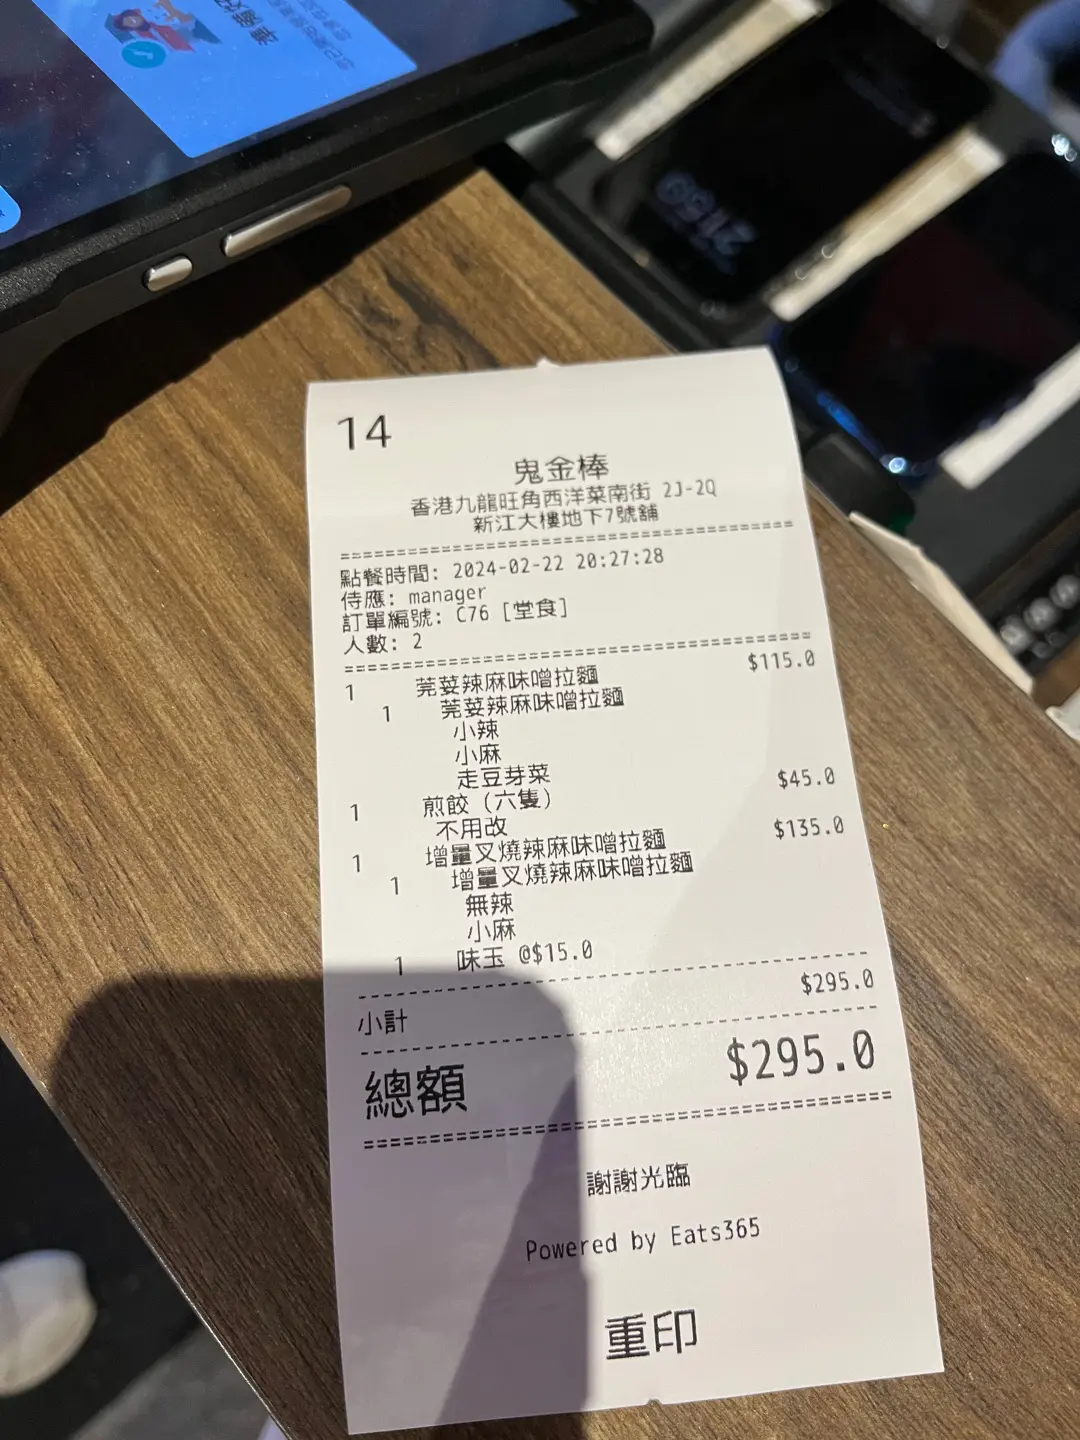 21:59
14
鬼金棒
香港九龍旺角西洋菜南街 2J-2Q
新江大樓地下7號舖
點餐時間: 2024-02-22 20:27:28
侍應: manager
訂單編號: C76 [堂食]
人數: 2
1 莞荽辣麻味噌拉麵 $115.0
1 莞荽辣麻味噌拉麵
小辣
小麻
走豆芽菜
1 煎餃 (六隻) $45.0
不用改
1 增量叉燒辣麻味噌拉麵 $135.0
1 增量叉燒辣麻味噌拉麵
無辣
小麻
1 味玉 @$15.0
小計 $295.0
總額 $295.0
謝謝光臨
Powered by Eats365
重印